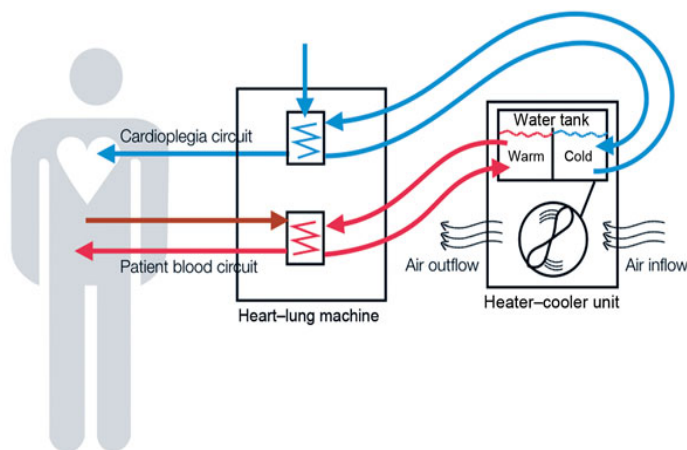 Water tank
Warm
Cold
Cardioplegia circuit
Patient blood circuit
Air outflow
Air inflow
Heater–cooler unit
Heart–lung machine